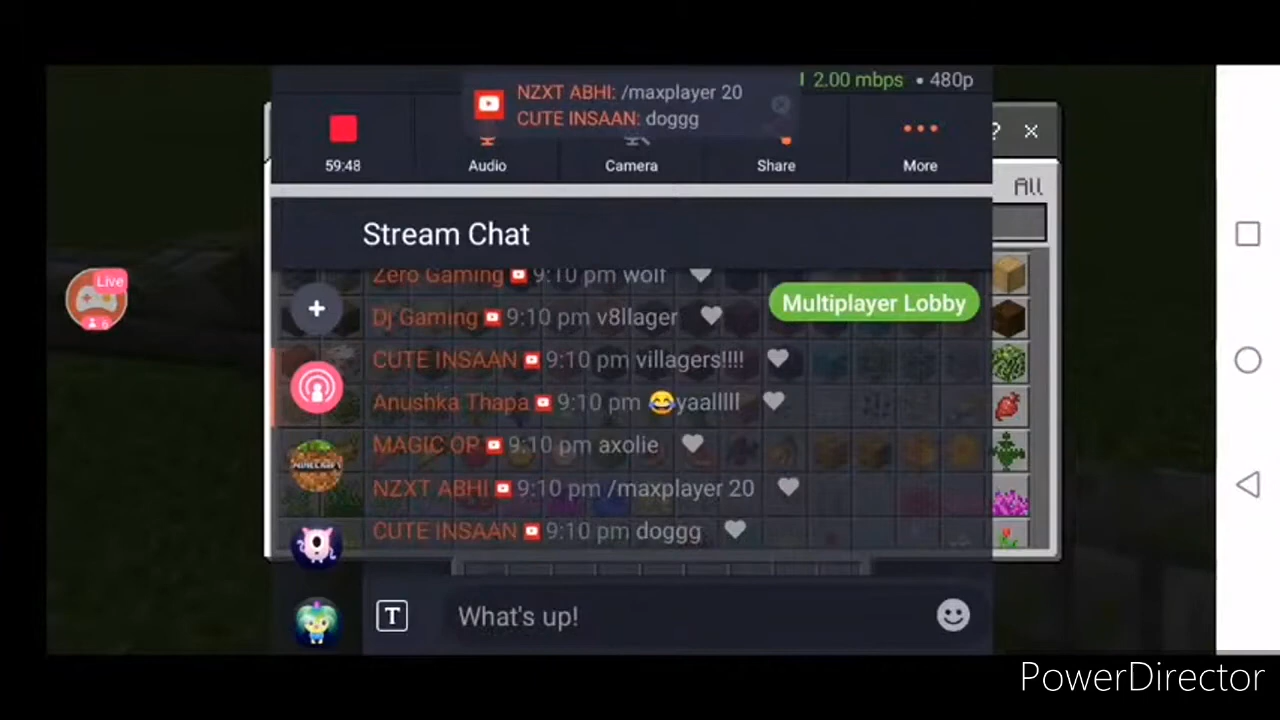 NZXT ABHI: /maxplayer 20
CUTE INSAAN: doggg
2.00 mbps • 480p
59:48
Audio
Camera
Share
More
? ×
All
Stream Chat
Live
6
Zero Gaming 9:10 pm wolf
Multiplayer Lobby
Dj Gaming 9:10 pm v8llager
CUTE INSAAN 9:10 pm villagers!!!!
Anushka Thapa 9:10 pm 😂yaalllll
MAGIC OP 9:10 pm axolie
MINECRAFT
NZXT ABHI 9:10 pm /maxplayer 20
CUTE INSAAN 9:10 pm doggg
T
What's up!
PowerDirector